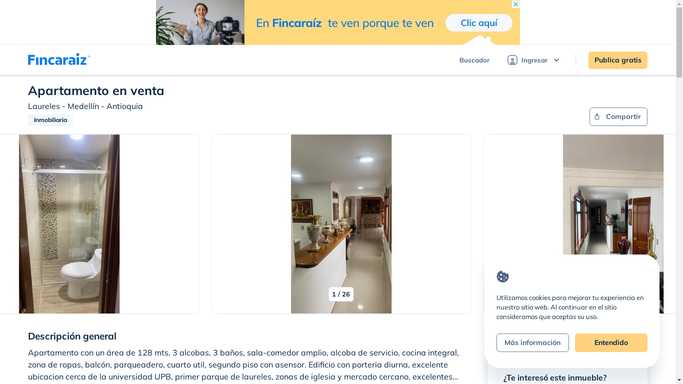 En Fincaraíz te ven porque te ven
Clic aquí
Fincaraiz
Buscador
Ingresar
Publica gratis
Apartamento en venta
Laureles - Medellín - Antioquia
Inmobiliaria
Compartir
1 / 26
Utilizamos cookies para mejorar tu experiencia en
nuestro sitio web. Al continuar en el sitio
consideramos que aceptas su uso.
Más información
Entendido
Descripción general
Apartamento con un área de 128 mts, 3 alcobas, 3 baños, sala-comedor amplio, alcoba de servicio, cocina integral,
zona de ropas, balcón, parqueadero, cuarto util, segundo piso con asensor. Edificio con porteria diurna, excelente
ubicacion cerca de la universidad UPB, primer parque de laureles, zonas de iglesia y mercado cercano, excelentes...
¿Te interesó este inmueble?